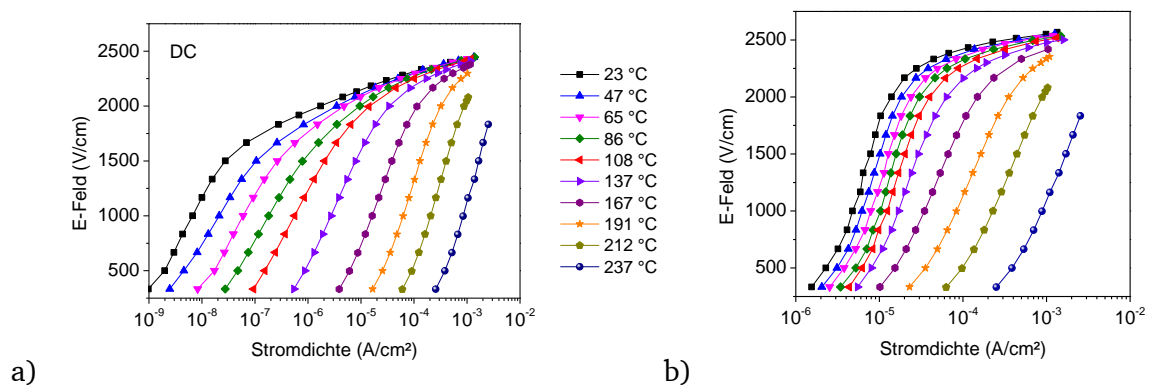 DC
E-Feld (V/cm)
2500
2000
1500
1000
500
10⁻⁹ 10⁻⁸ 10⁻⁷ 10⁻⁶ 10⁻⁵ 10⁻⁴ 10⁻³ 10⁻²
Stromdichte (A/cm²)
a)
23 °C
47 °C
65 °C
86 °C
108 °C
137 °C
167 °C
191 °C
212 °C
237 °C
E-Feld (V/cm)
2500
2000
1500
1000
500
10⁻⁶ 10⁻⁵ 10⁻⁴ 10⁻³ 10⁻²
Stromdichte (A/cm²)
b)